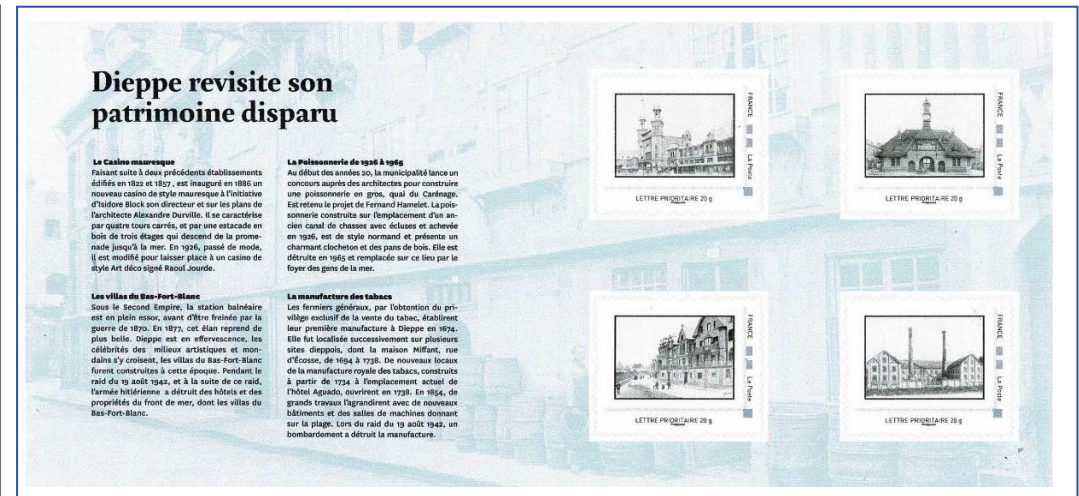 Dieppe revisite son
patrimoine disparu
Le Casino mauresque
Faisant suite à deux précédents établissements
édifiés en 1822 et 1857, est inauguré en 1886 un
nouveau casino de style mauresque à l'initiative
d'Isidore Block son directeur et sur les plans de
l'architecte Alexandre Durville. Il se caractérise
par quatre tours carrés, et par une estacade en
bois de trois étages qui descend de la prome-
nade jusqu'à la mer. En 1926, passé de mode,
il est modifié pour laisser place à un casino de
style Art déco signé Raoul Jourde.
Les villas du Bas-Fort-Blanc
Sous le Second Empire, la station balnéaire
est en plein essor, avant d'être freinée par la
guerre de 1870. En 1877, cet élan reprend de
plus belle. Dieppe est en effervescence, les
célébrités des milieux artistiques et mon-
dains s'y croisent, les villas du Bas-Fort-Blanc
furent construites à cette époque. Pendant le
raid du 19 août 1942, et à la suite de ce raid,
l'armée hitlérienne a détruit des hôtels et des
propriétés du front de mer, dont les villas du
Bas-Fort-Blanc.
La Poissonnerie de 1926 à 1965
Au début des années 20, la municipalité lance un
concours auprès des architectes pour construire
une poissonnerie en gros, quai du Carénage.
Est retenu le projet de Fernand Hamelet. La pois-
sonnerie construite sur l'emplacement d'un an-
cien canal de chasses avec écluses et achevée
en 1926, est de style normand et présente un
charmant clocheton et des pans de bois. Elle est
détruite en 1965 et remplacée sur ce lieu par le
foyer des gens de la mer.
La manufacture des tabacs
Les fermiers généraux, par l'obtention du pri-
vilège exclusif de la vente du tabac, établirent
leur première manufacture à Dieppe en 1674.
Elle fut localisée successivement sur plusieurs
sites dieppois, dont la maison Miffant, rue
d'Écosse, de 1694 à 1738. De nouveaux locaux
de la manufacture royale des tabacs, construits
à partir de 1734 à l'emplacement actuel de
l'hôtel Aguado, ouvrirent en 1738. En 1854, de
grands travaux l'agrandirent avec de nouveaux
bâtiments et des salles de machines donnant
sur la plage. Lors du raid du 19 août 1942, un
bombardement a détruit la manufacture.
FRANCE
La Poste
LETTRE PRIORITAIRE 20 g
FRANCE
La Poste
LETTRE PRIORITAIRE 20 g
FRANCE
La Poste
LETTRE PRIORITAIRE 20 g
FRANCE
La Poste
LETTRE PRIORITAIRE 20 g